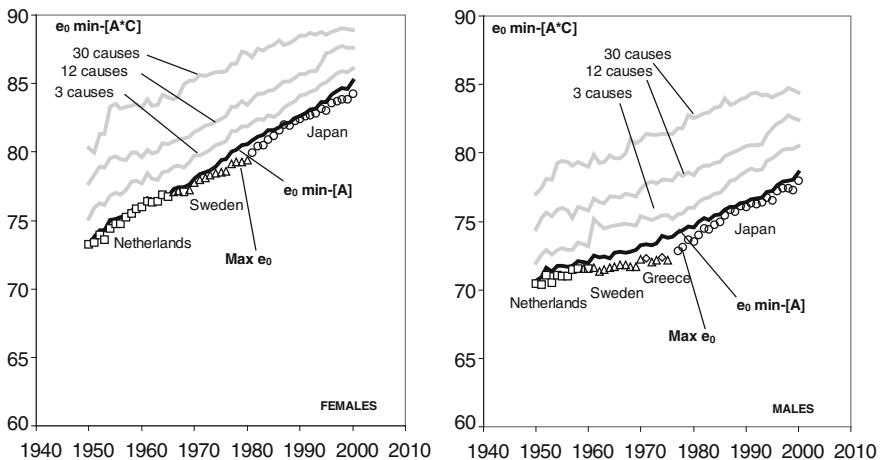 90
85
80
75
70
65
60
e₀ min-[A*C]
30 causes
12 causes
3 causes
Japan
e₀ min-[A]
Sweden
Netherlands
Max e₀
FEMALES
1940 1950 1960 1970 1980 1990 2000 2010
90
85
80
75
70
65
60
e₀ min-[A*C]
30 causes
12 causes
3 causes
Japan
Greece
Netherlands Sweden
e₀ min-[A]
Max e₀
MALES
1940 1950 1960 1970 1980 1990 2000 2010